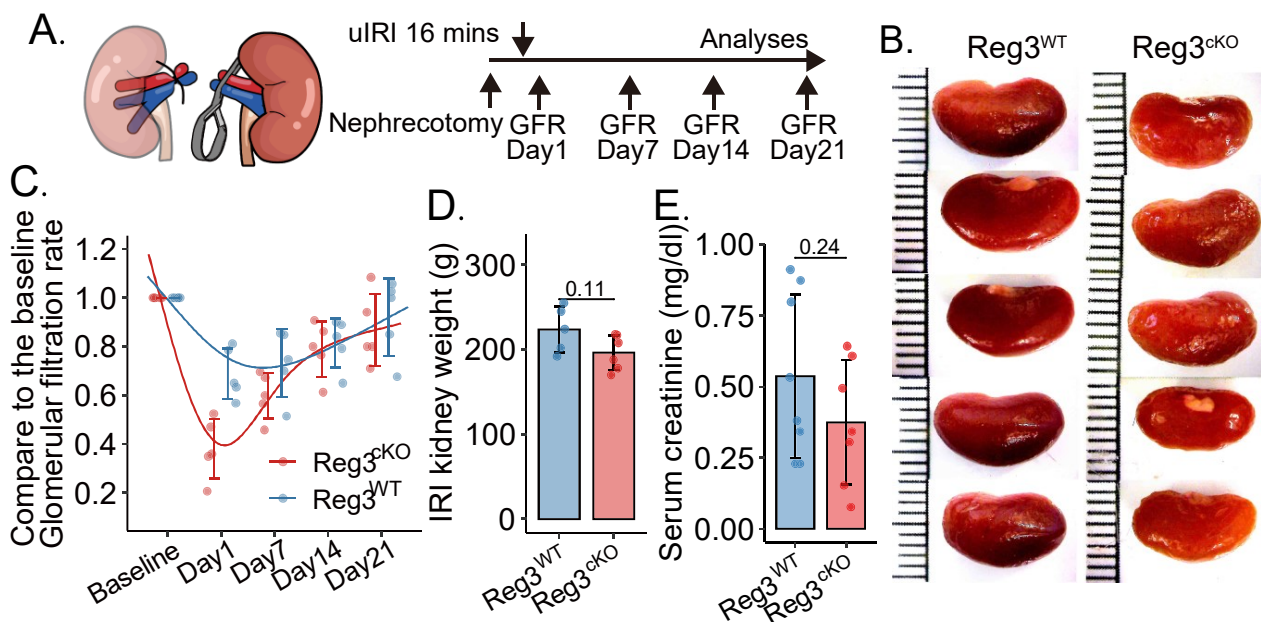 A.
uIRI 16 mins
Analyses
Nephrecotomy
GFR Day1
GFR Day7
GFR Day14
GFR Day21
B.
Reg3WT
Reg3cKO
C.
Compare to the baseline
Glomerular filtration rate
1.2
1.0
0.8
0.6
0.4
0.2
Reg3cKO
Reg3WT
Baseline
Day1
Day7
Day14
Day21
D.
IRI kidney weight (g)
300
200
100
0
0.11
Reg3WT
Reg3cKO
E.
Serum creatinine (mg/dl)
1.00
0.75
0.50
0.25
0.00
0.24
Reg3WT
Reg3cKO